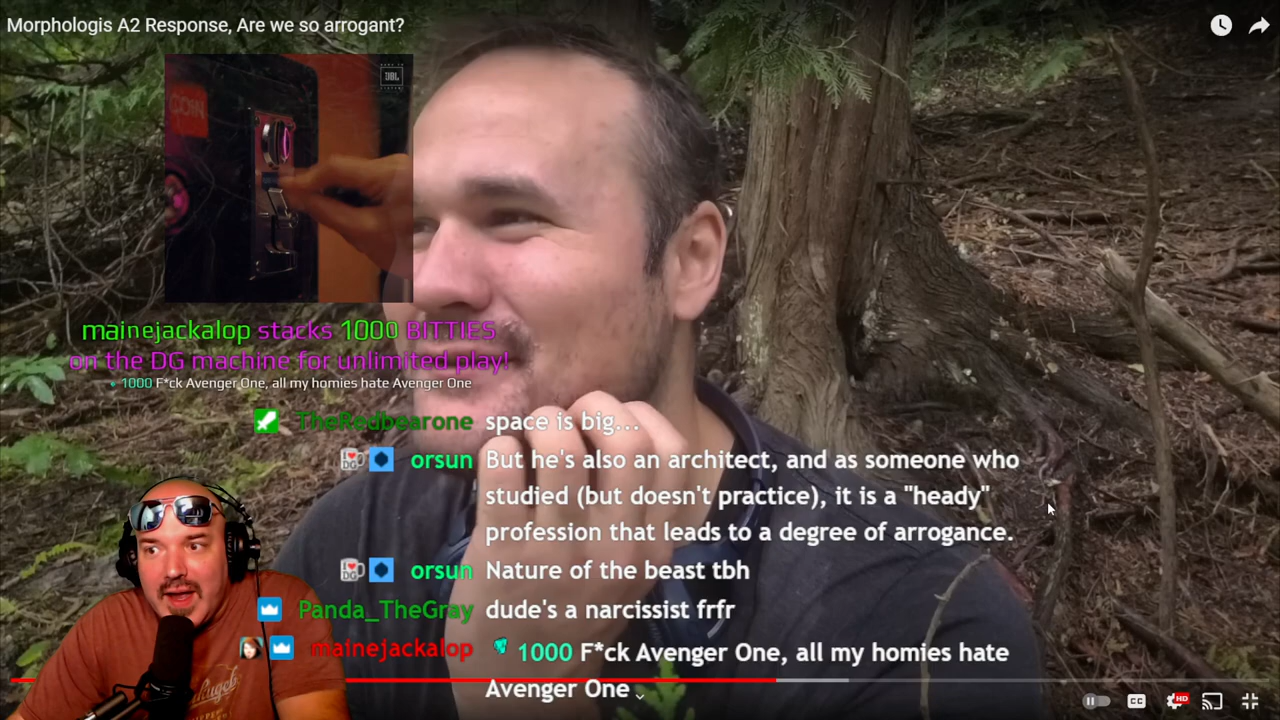 Morphologis A2 Response, Are we so arrogant?
JBL
COIN
mainejackalop stacks 1000 BITTIES
on the DG machine for unlimited play!
1000 F*ck Avenger One, all my homies hate Avenger One
TheRedbearone space is big...
orsun But he's also an architect, and as someone who
studied (but doesn't practice), it is a "heady"
profession that leads to a degree of arrogance.
orsun Nature of the beast tbh
Panda_TheGray dude's a narcissist frfr
mainejackalop 1000 F*ck Avenger One, all my homies hate
Avenger One
CC
HD